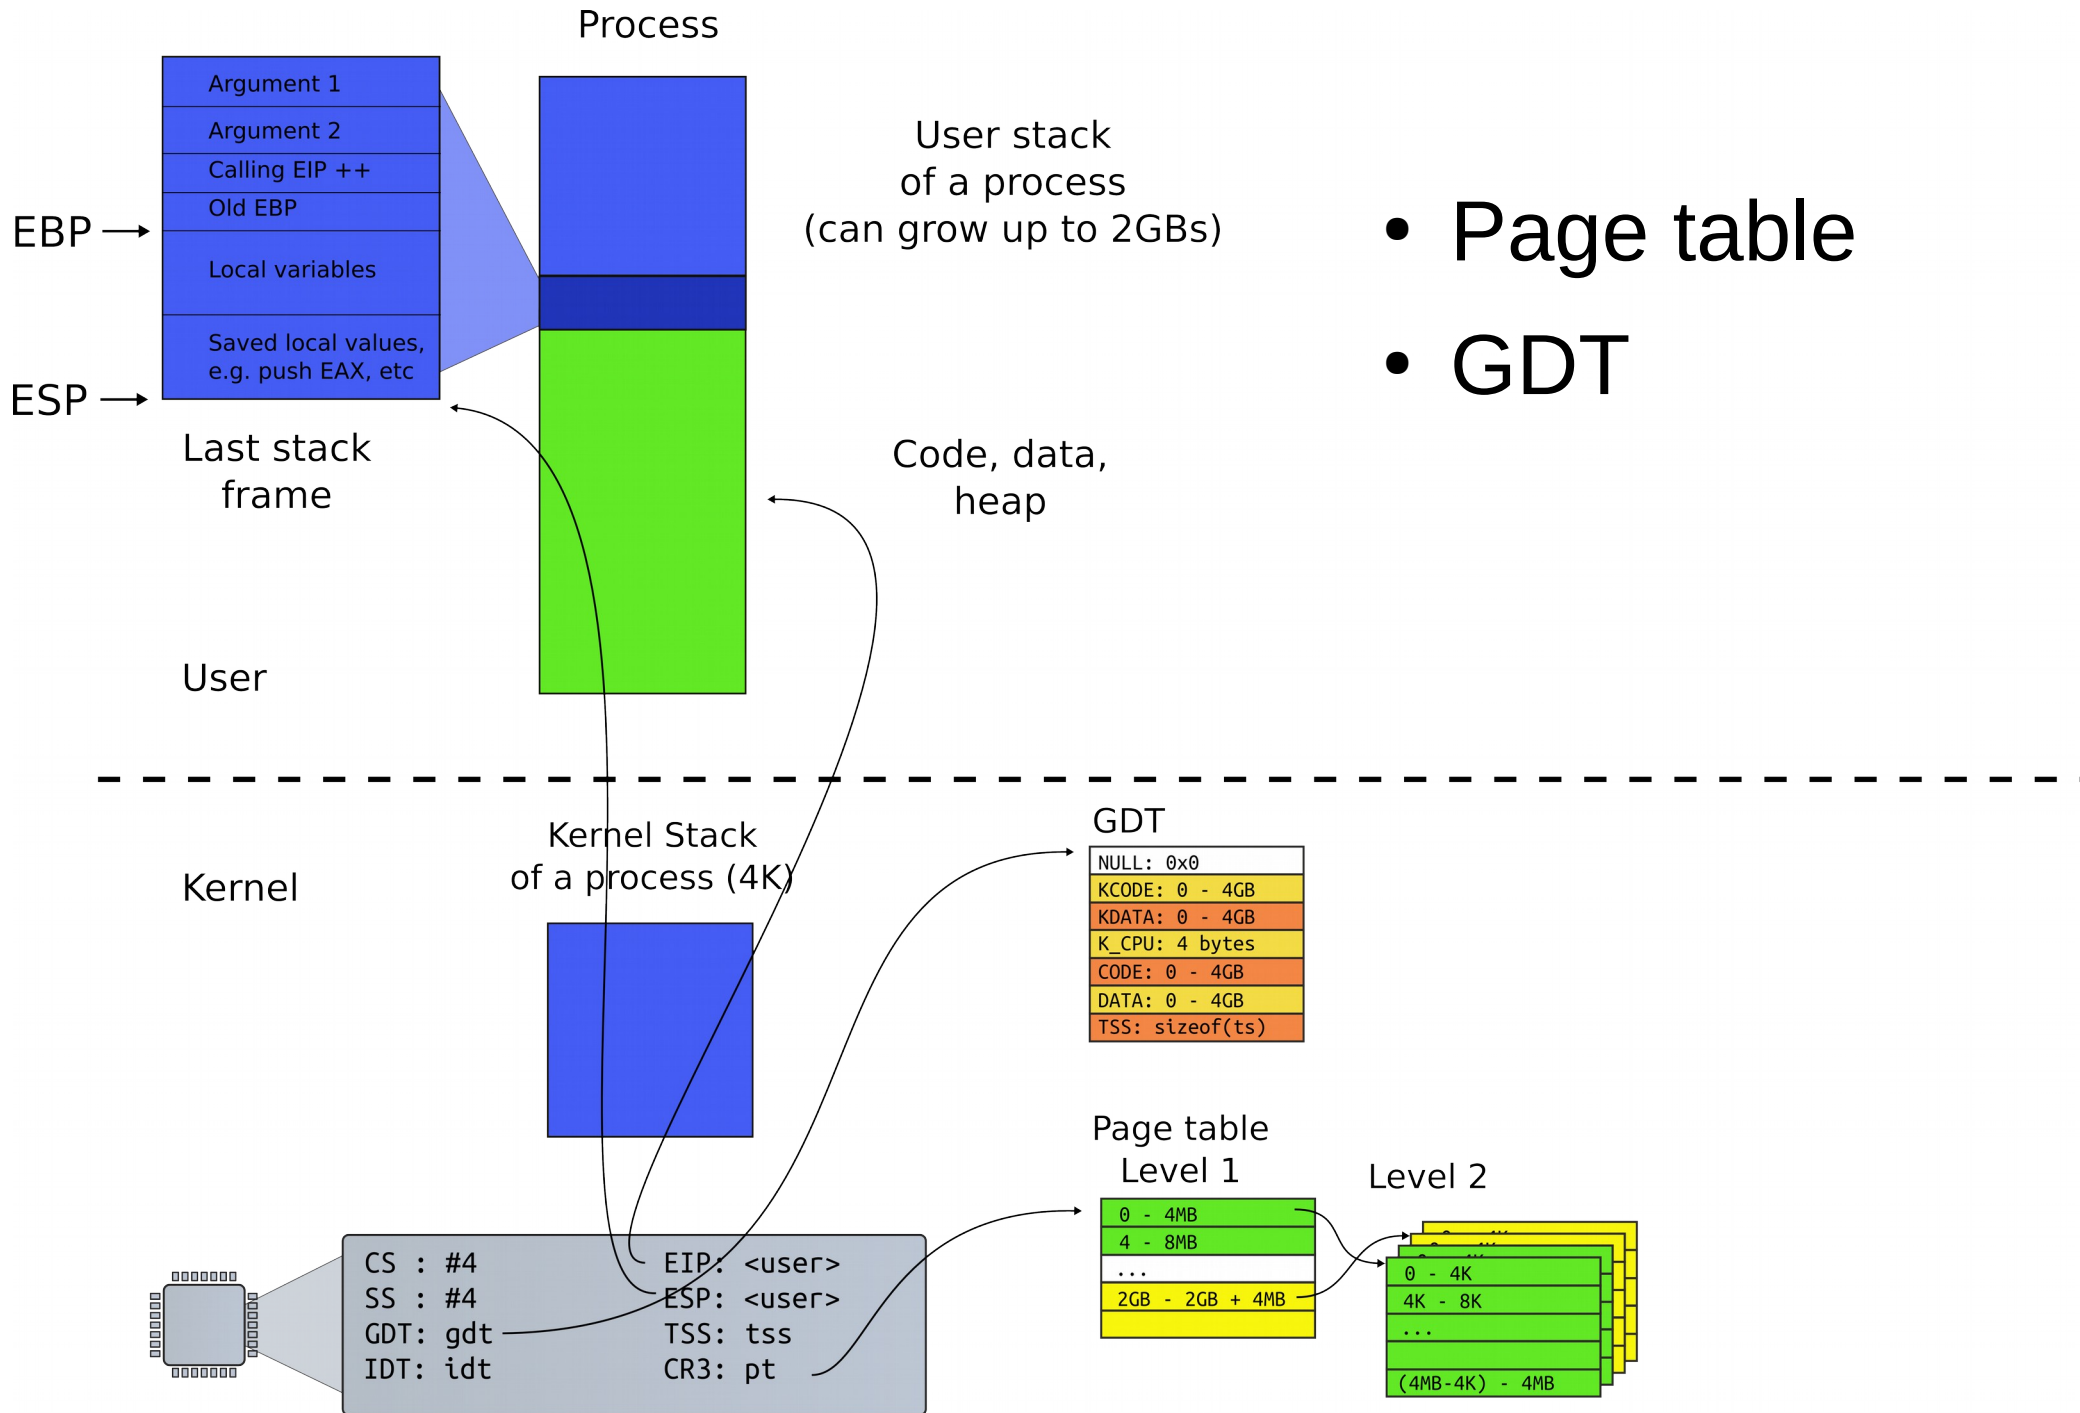 Process
Argument 1
Argument 2
Calling EIP ++
Old EBP
EBP
Local variables
Saved local values,
e.g. push EAX, etc
ESP
Last stack
frame
User stack
of a process
(can grow up to 2GBs)
Code, data,
heap
• Page table
• GDT
User
Kernel
Kernel Stack
of a process (4K)
GDT
NULL: 0x0
KCODE: 0 - 4GB
KDATA: 0 - 4GB
K_CPU: 4 bytes
CODE: 0 - 4GB
DATA: 0 - 4GB
TSS: sizeof(ts)
Page table
Level 1
0 - 4MB
4 - 8MB
...
2GB - 2GB + 4MB
Level 2
0 - 4K
4K - 8K
...
(4MB-4K) - 4MB
CS : #4
SS : #4
GDT: gdt
IDT: idt
EIP: <user>
ESP: <user>
TSS: tss
CR3: pt